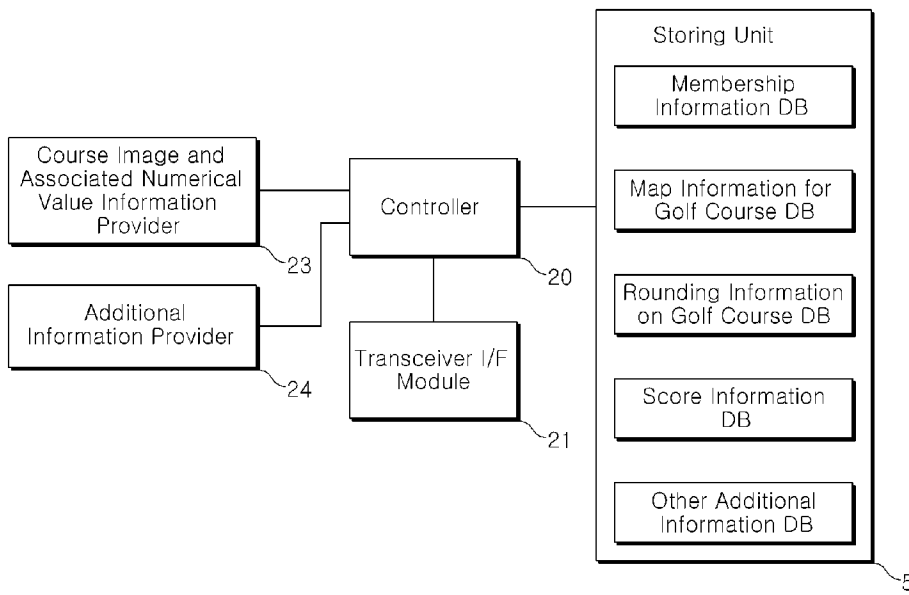 Storing Unit
Membership
Information DB
Map Information for
Golf Course DB
Rounding Information
on Golf Course DB
Score Information
DB
Other Additional
Information DB
5
Course Image and
Associated Numerical
Value Information
Provider
23
Additional
Information Provider
24
Controller
20
Transceiver I/F
Module
21